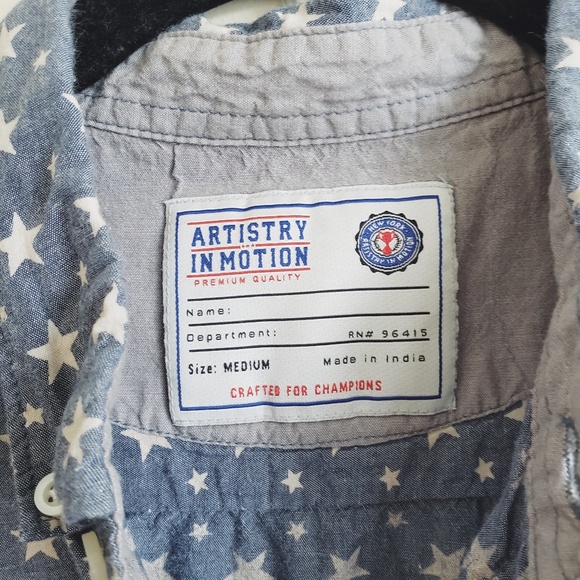 ARTISTRY
IN MOTION
PREMIUM QUALITY
NEW YORK
ARTISTRY IN MOTION
Name:
Department:
RN# 96415
Size: MEDIUM
Made in India
CRAFTED FOR CHAMPIONS